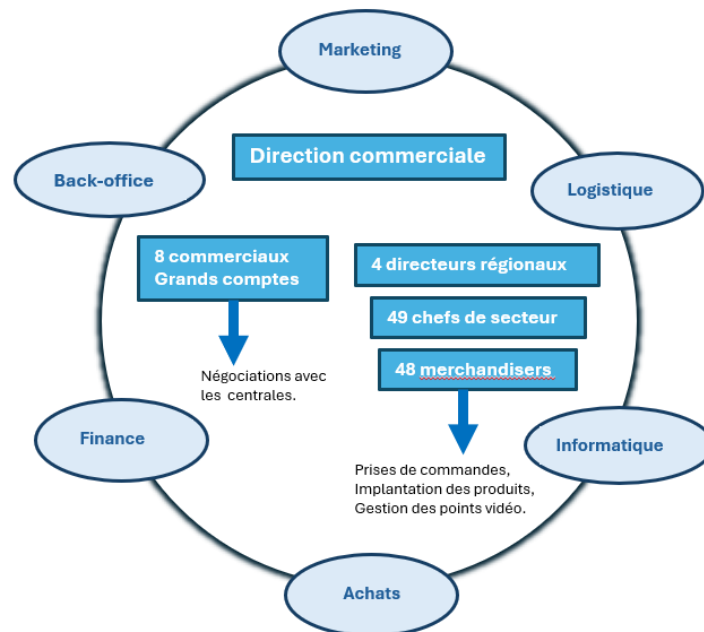 Marketing
Direction commerciale
Back-office
Logistique
8 commerciaux
Grands comptes
4 directeurs régionaux
49 chefs de secteur
48 merchandisers
Négociations avec
les centrales.
Finance
Informatique
Prises de commandes,
Implantation des produits,
Gestion des points vidéo.
Achats